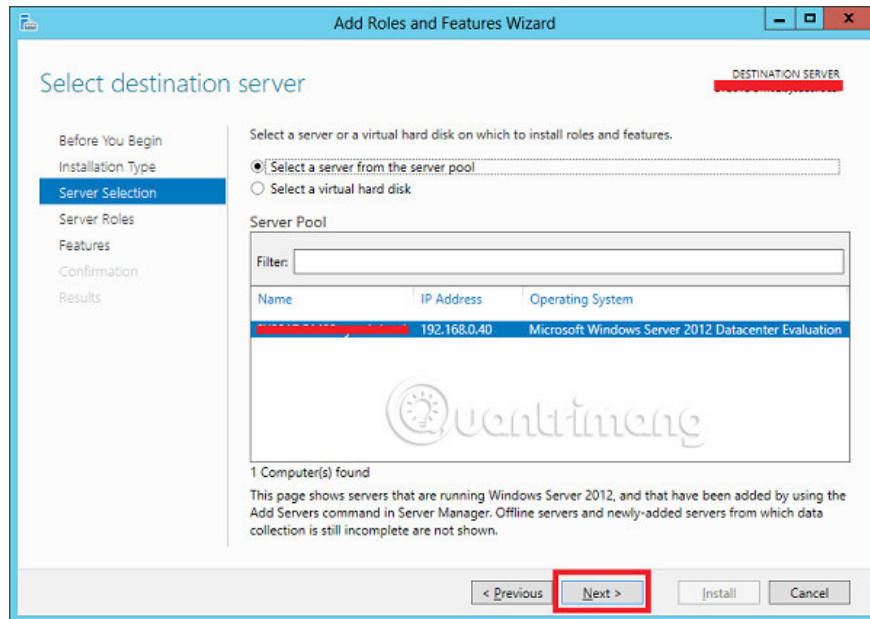 Add Roles and Features Wizard
Select destination server
DESTINATION SERVER
Before You Begin
Installation Type
Server Selection
Server Roles
Features
Confirmation
Results
Select a server or a virtual hard disk on which to install roles and features.
Select a server from the server pool
Select a virtual hard disk
Server Pool
Filter:
Name IP Address Operating System
192.168.0.40 Microsoft Windows Server 2012 Datacenter Evaluation
Quantrimang
1 Computer(s) found
This page shows servers that are running Windows Server 2012, and that have been added by using the
Add Servers command in Server Manager. Offline servers and newly-added servers from which data
collection is still incomplete are not shown.
< Previous Next > Install Cancel